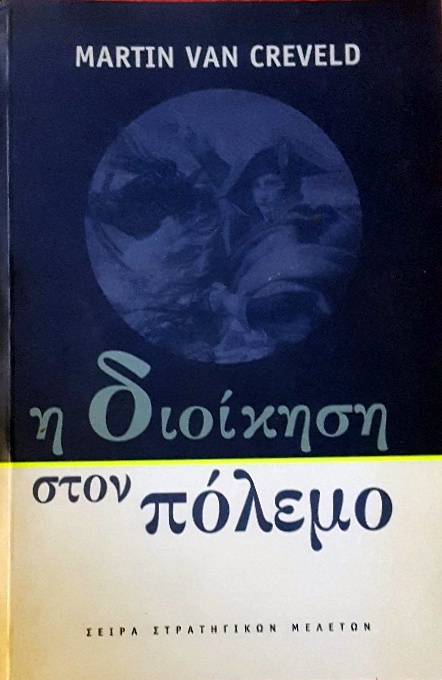 MARTIN VAN CREVELD
η διοίκηση
στον πόλεμο
ΣΕΙΡΑ ΣΤΡΑΤΗΓΙΚΩΝ ΜΕΛΕΤΩΝ